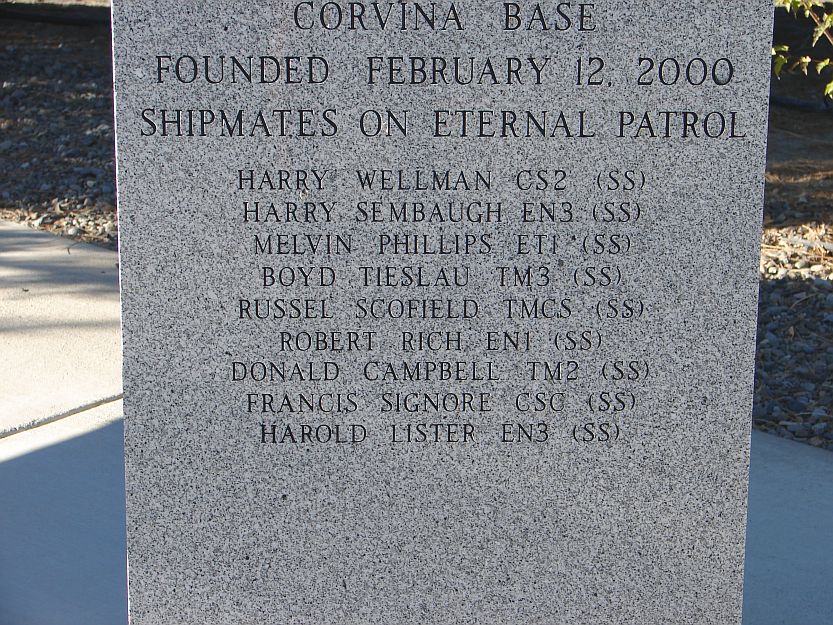 CORVINA BASE
FOUNDED FEBRUARY 12, 2000
SHIPMATES ON ETERNAL PATROL
HARRY WELLMAN CS2 (SS)
HARRY SEMBAUGH EN3 (SS)
MELVIN PHILLIPS ET1 (SS)
BOYD TIESLAU TM3 (SS)
RUSSEL SCOFIELD TMCS (SS)
ROBERT RICH EN1 (SS)
DONALD CAMPBELL TM2 (SS)
FRANCIS SIGNORE CSC (SS)
HAROLD LISTER EN3 (SS)